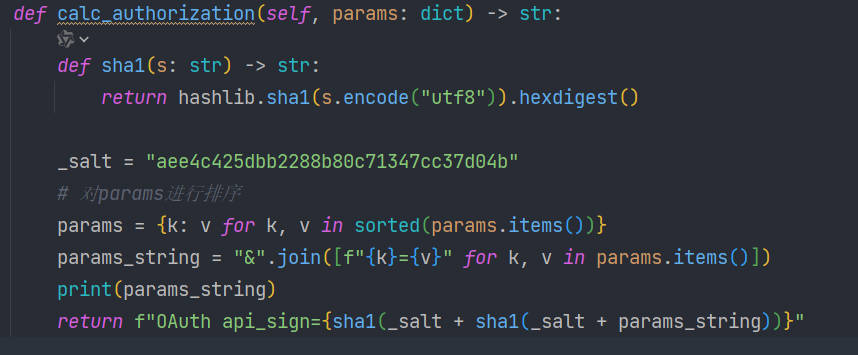 def calc_authorization(self, params: dict) -> str:
def sha1(s: str) -> str:
return hashlib.sha1(s.encode("utf8")).hexdigest()
_salt = "aee4c425dbb2288b80c71347cc37d04b"
# 对params进行排序
params = {k: v for k, v in sorted(params.items())}
params_string = "&".join([f"{k}={v}" for k, v in params.items()])
print(params_string)
return f"OAuth api_sign={sha1(_salt + sha1(_salt + params_string))}"